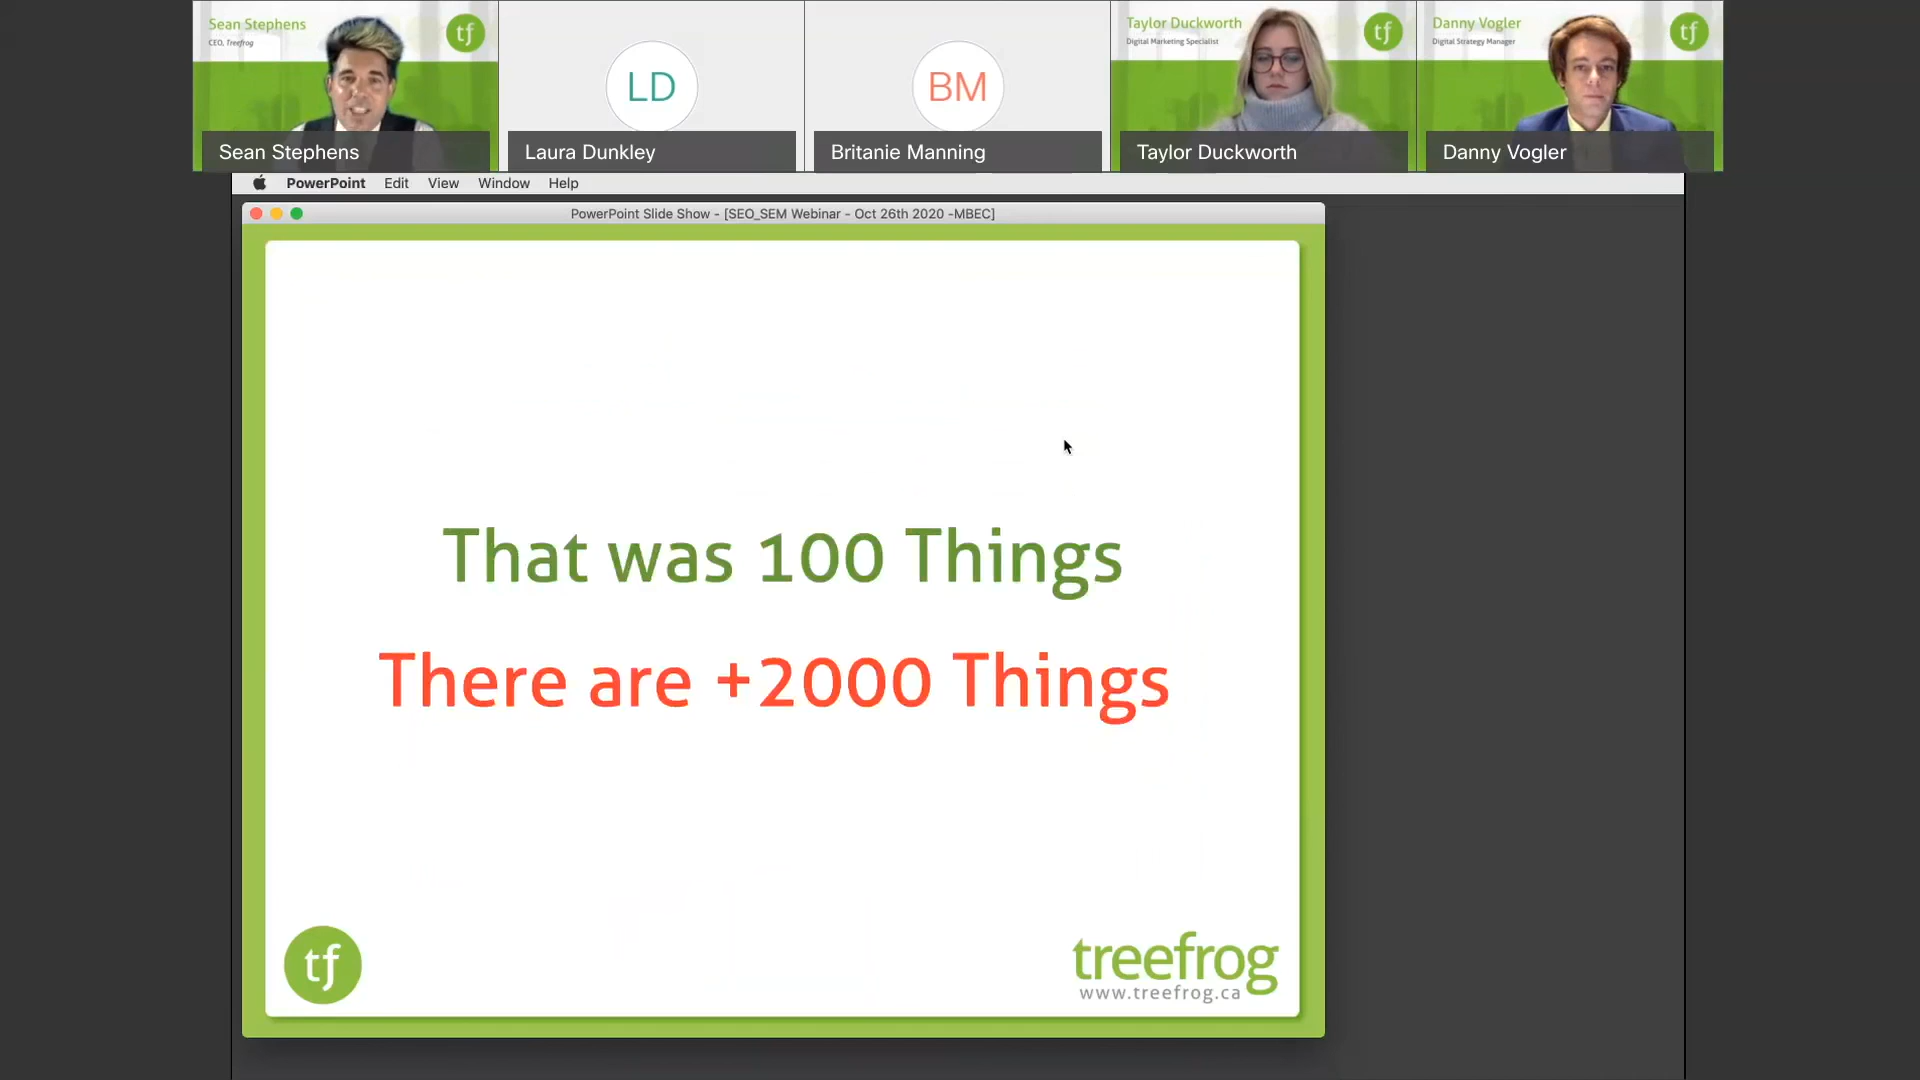 Sean Stephens
CEO, Treefrog
tf
Sean Stephens
LD
Laura Dunkley
BM
Britanie Manning
Taylor Duckworth
Digital Marketing Specialist
tf
Taylor Duckworth
Danny Vogler
Digital Strategy Manager
tf
Danny Vogler
PowerPoint Edit View Window Help
PowerPoint Slide Show - [SEO_SEM Webinar - Oct 26th 2020 -MBEC]
That was 100 Things
There are +2000 Things
tf
treefrog
www.treefrog.ca